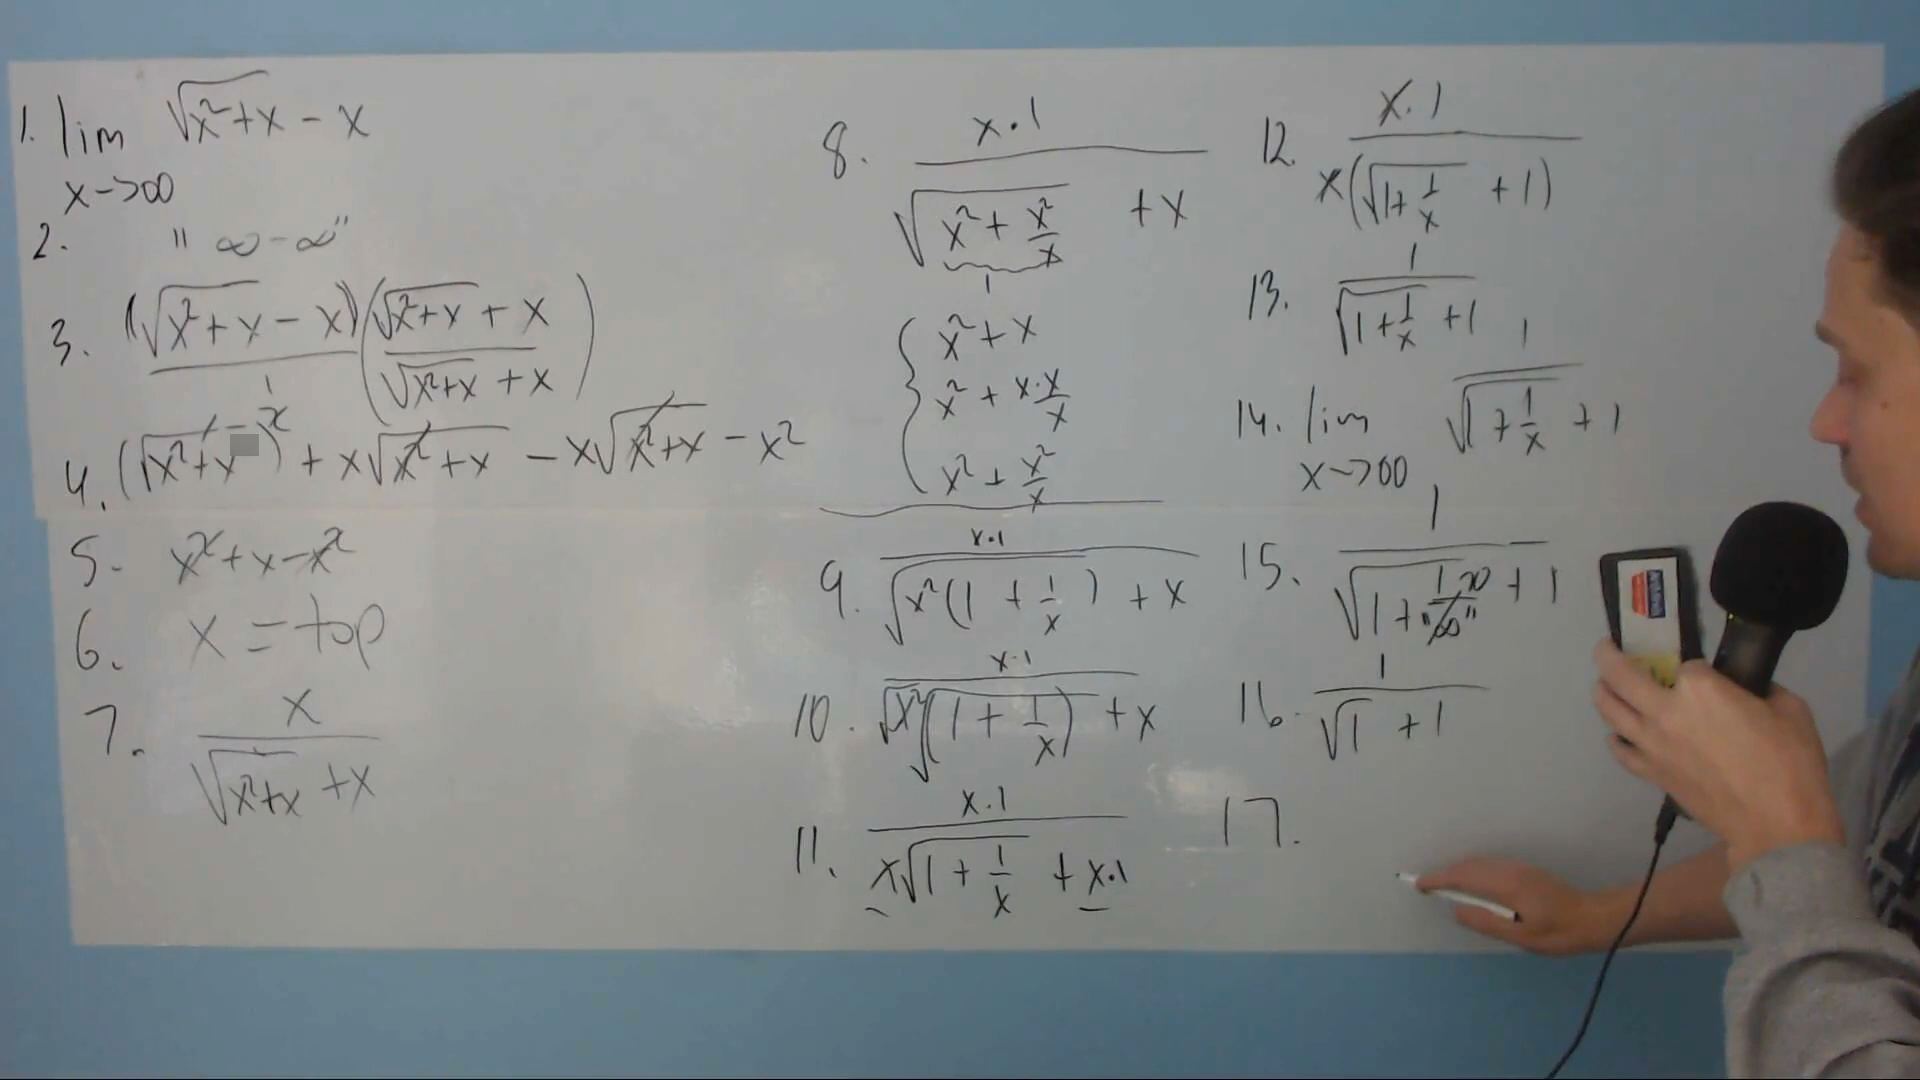 1. lim √x²+x - x
x->∞
2. "∞-∞"
3. (√x²+x - x) (√x²+x + x
1 √x²+x + x)
4. (√x²+x)² + x√x²+x - x√x²+x - x²
5. x²+x-x²
6. x = top
7. x
√x²+x +x
8. x·1
√x² + x²/x + x
1
{ x² + x
x² + x·x/x
x² + x²/x
9. x·1
√x²(1 + 1/x) + x
10. x·1
√x² √(1 + 1/x) + x
11. x·1
x√1 + 1/x + x·1
12. x·1
x(√1+1/x + 1)
13. 1
√1+1/x +1
14. lim 1
x->∞ √1+1/x + 1
15. 1
√1+1/"∞" 0 + 1
16. 1
√1 + 1
17.